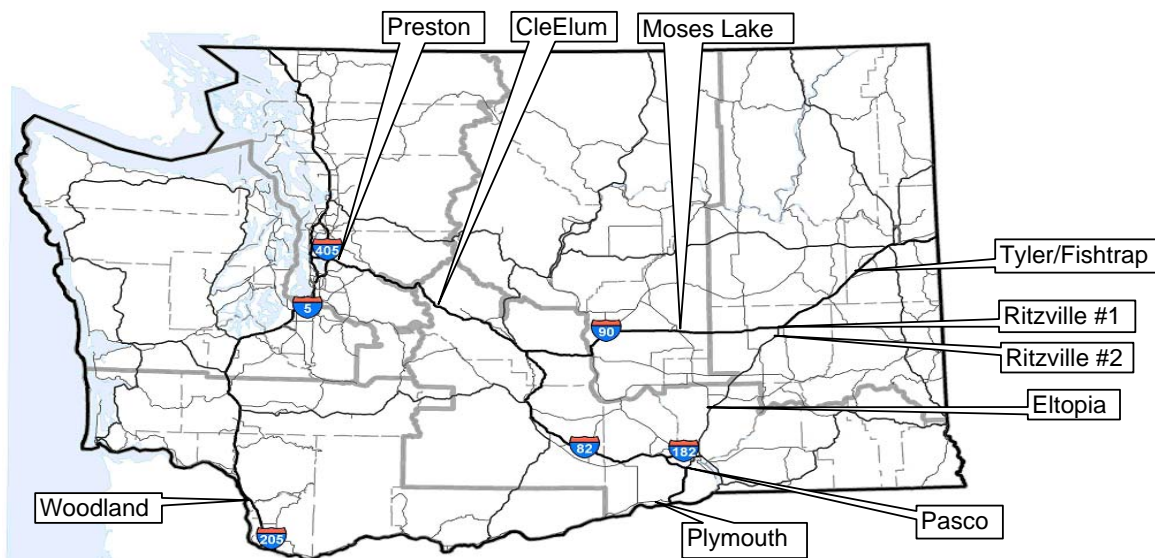 Preston
CleElum
Moses Lake
405
Tyler/Fishtrap
5
90
Ritzville #1
Ritzville #2
Eltopia
82
182
Woodland
Pasco
205
Plymouth